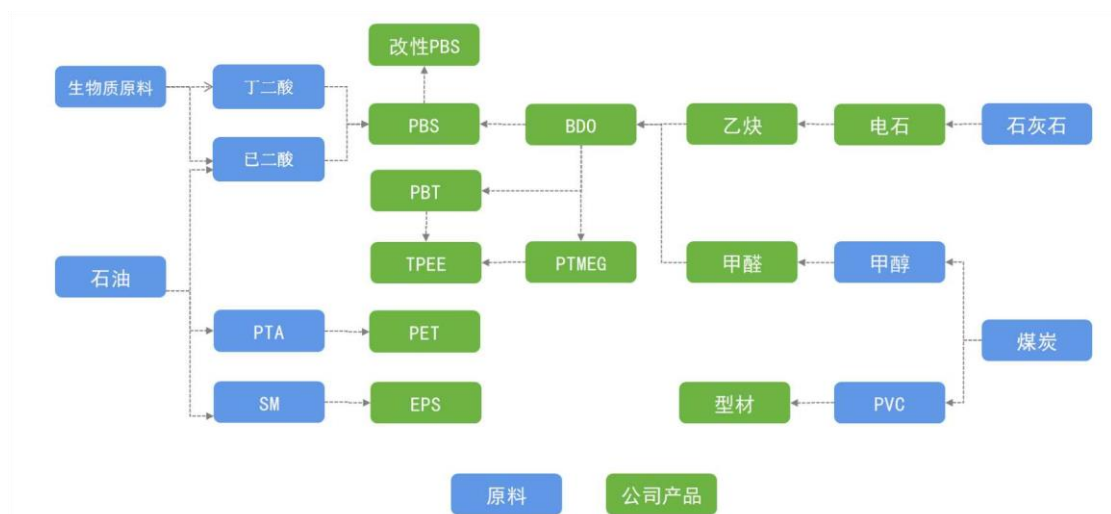 改性PBS
生物质原料
丁二酸
PBS
BDO
乙炔
电石
石灰石
已二酸
PBT
石油
TPEE
PTMEG
甲醛
甲醇
PTA
PET
煤炭
SM
EPS
型材
PVC
原料
公司产品